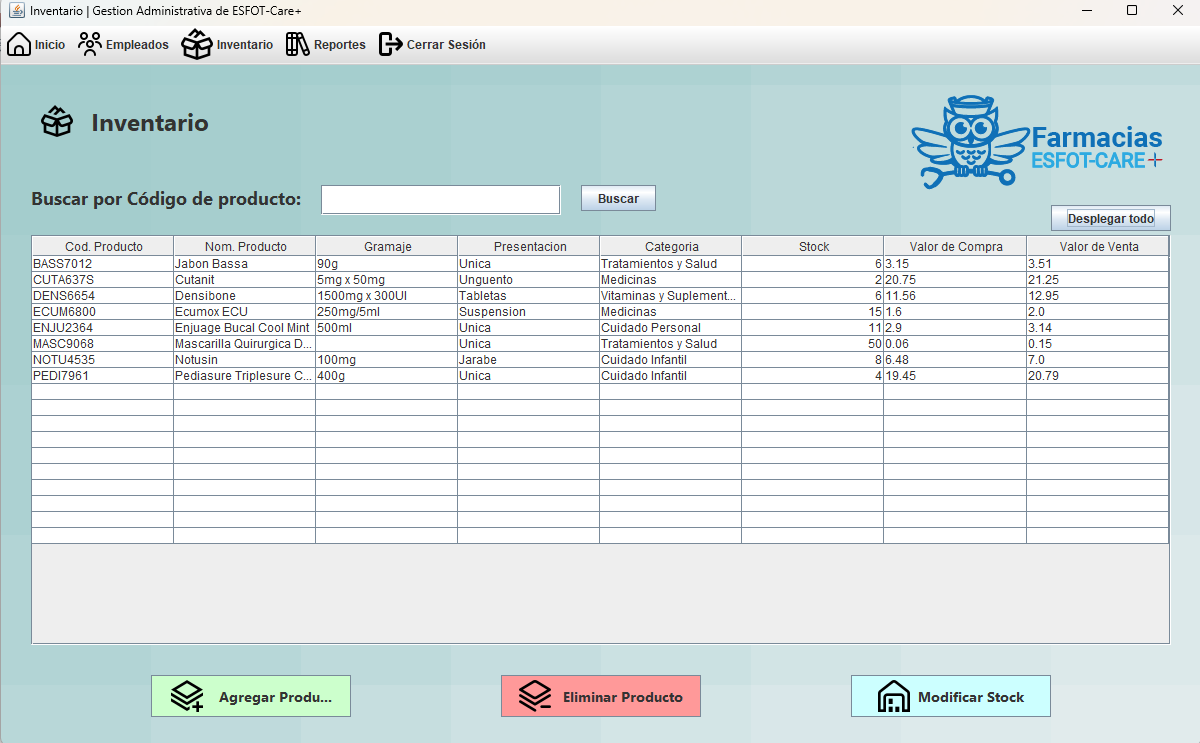 Inventario | Gestion Administrativa de ESFOT-Care+
Inicio Empleados Inventario Reportes Cerrar Sesión
Inventario
Farmacias
ESFOT-CARE+
Buscar por Código de producto: Buscar
Desplegar todo
Cod. Producto Nom. Producto Gramaje Presentacion Categoria Stock Valor de Compra Valor de Venta
BASS7012 Jabon Bassa 90g Unica Tratamientos y Salud 6 3.15 3.51
CUTA637S Cutanit 5mg x 50mg Unguento Medicinas 2 20.75 21.25
DENS6654 Densibone 1500mg x 300UI Tabletas Vitaminas y Suplement... 6 11.56 12.95
ECUM6800 Ecumox ECU 250mg/5ml Suspension Medicinas 15 1.6 2.0
ENJU2364 Enjuage Bucal Cool Mint 500ml Unica Cuidado Personal 11 2.9 3.14
MASC9068 Mascarilla Quirurgica D... Unica Tratamientos y Salud 50 0.06 0.15
NOTU4535 Notusin 100mg Jarabe Cuidado Infantil 8 6.48 7.0
PEDI7961 Pediasure Triplesure C... 400g Unica Cuidado Infantil 4 19.45 20.79
Agregar Produ... Eliminar Producto Modificar Stock